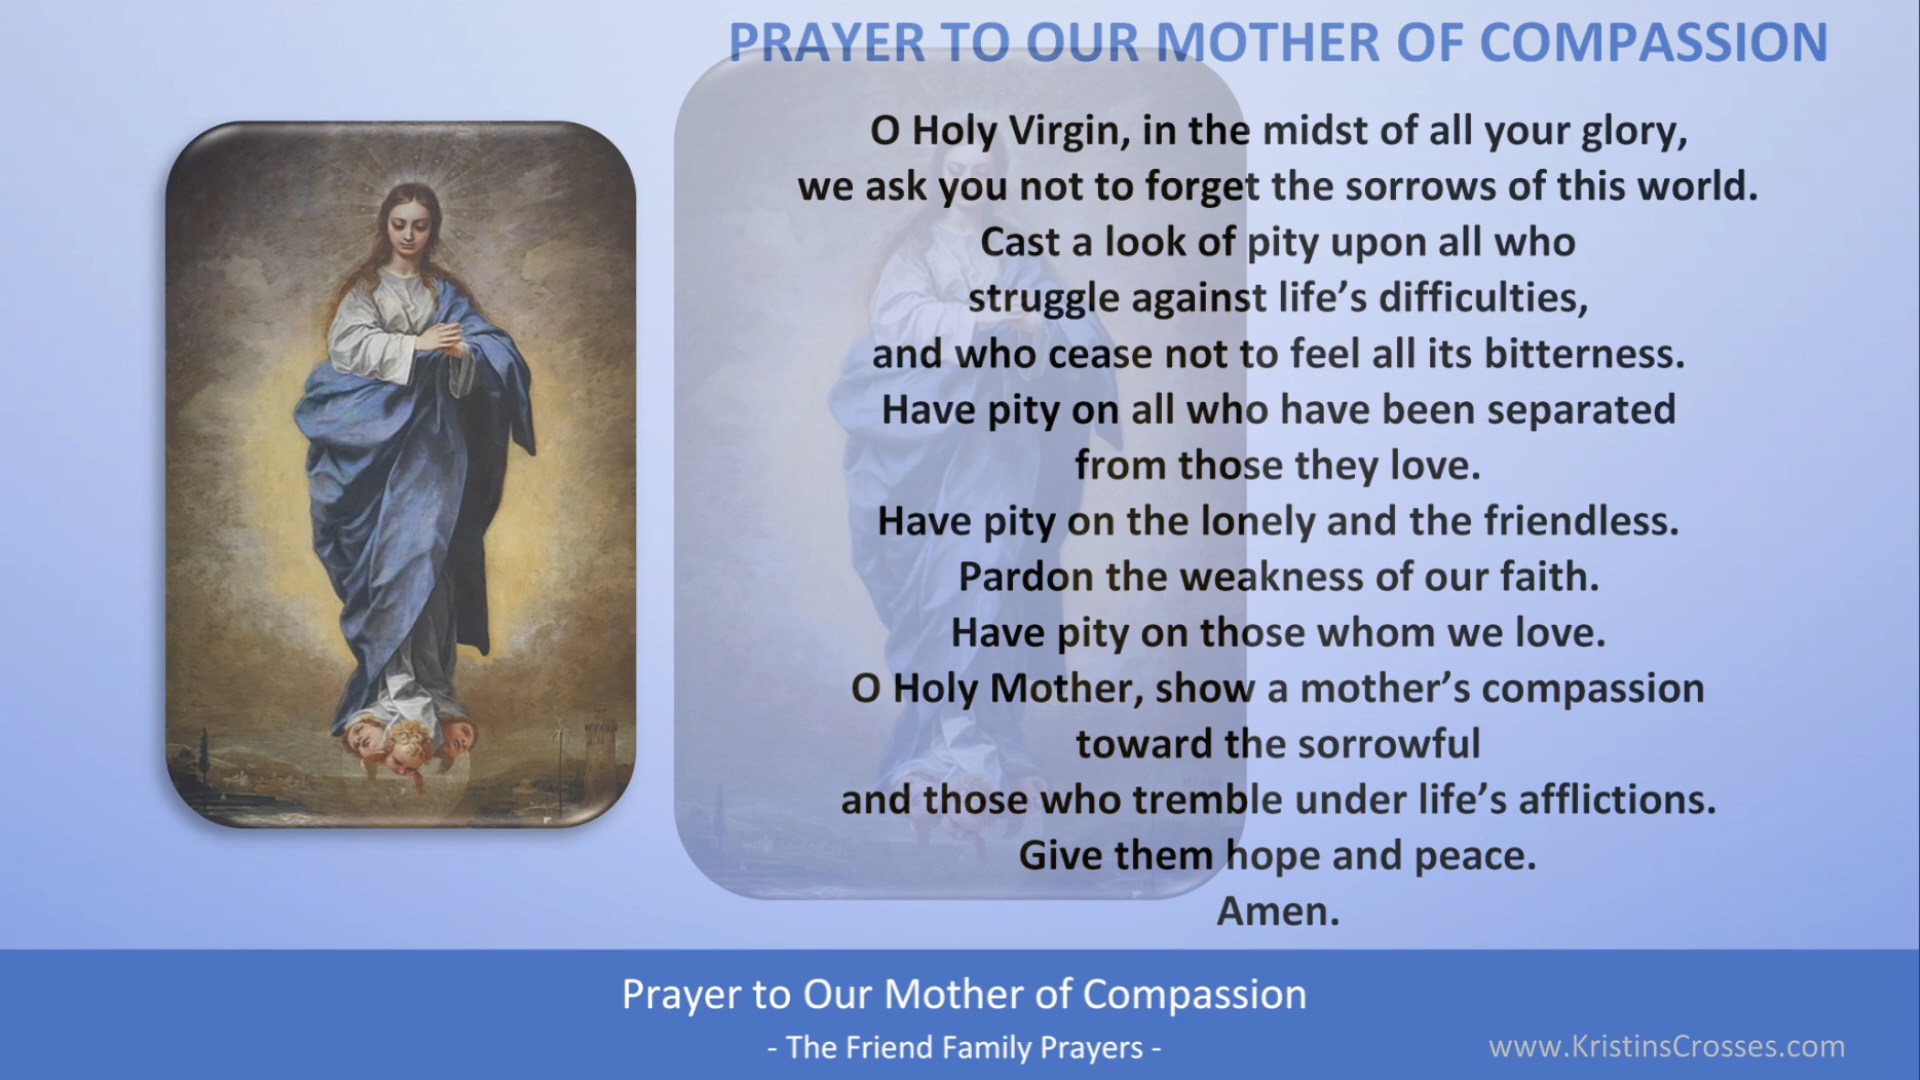 PRAYER TO OUR MOTHER OF COMPASSION
O Holy Virgin, in the midst of all your glory,
we ask you not to forget the sorrows of this world.
Cast a look of pity upon all who
struggle against life’s difficulties,
and who cease not to feel all its bitterness.
Have pity on all who have been separated
from those they love.
Have pity on the lonely and the friendless.
Pardon the weakness of our faith.
Have pity on those whom we love.
O Holy Mother, show a mother’s compassion
toward the sorrowful
and those who tremble under life’s afflictions.
Give them hope and peace.
Amen.
Prayer to Our Mother of Compassion
- The Friend Family Prayers -
www.KristinsCrosses.com